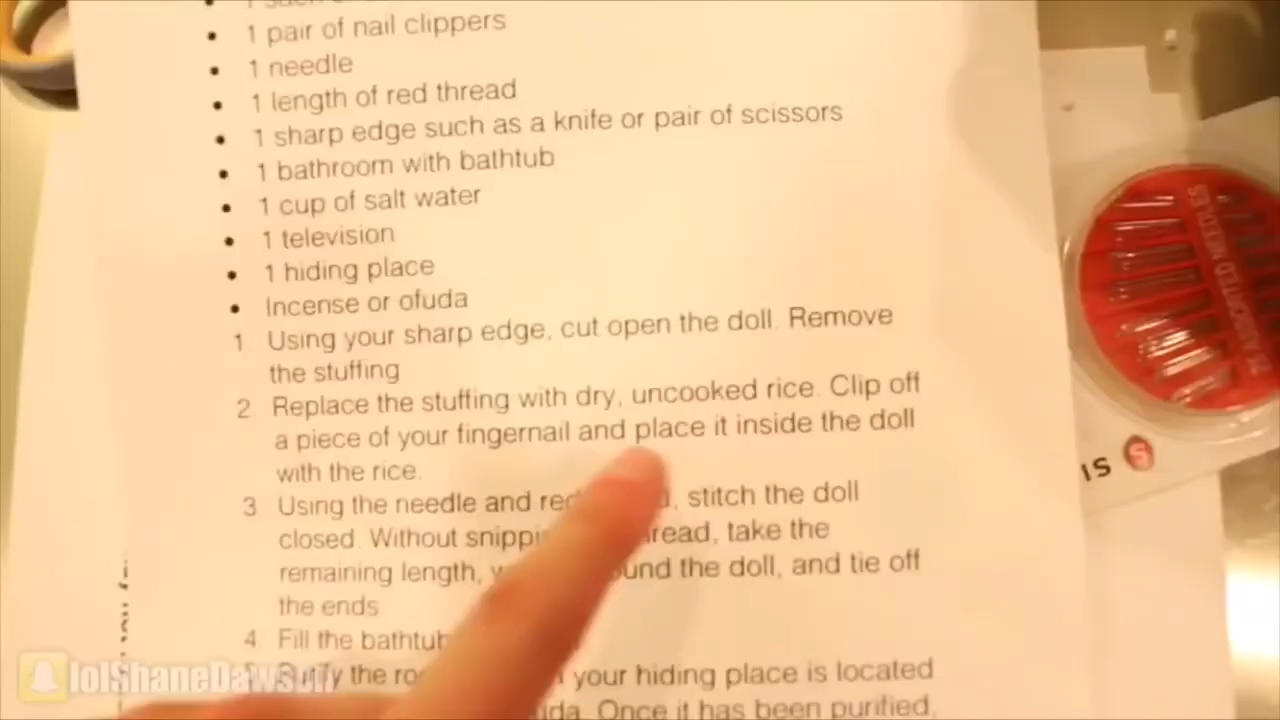 1 pair of nail clippers
1 needle
1 length of red thread
1 sharp edge such as a knife or pair of scissors
1 bathroom with bathtub
1 cup of salt water
1 television
1 hiding place
Incense or ofuda
1. Using your sharp edge, cut open the doll. Remove
the stuffing
2. Replace the stuffing with dry, uncooked rice. Clip off
a piece of your fingernail and place it inside the doll
with the rice.
3. Using the needle and red, stitch the doll
closed. Without take the
remaining length, the doll, and tie off
the ends
4. Fill the bathtub
the your hiding place is located
Once it has been purified,
ASSORTED NEEDLES
IS S
lolShaneDawson